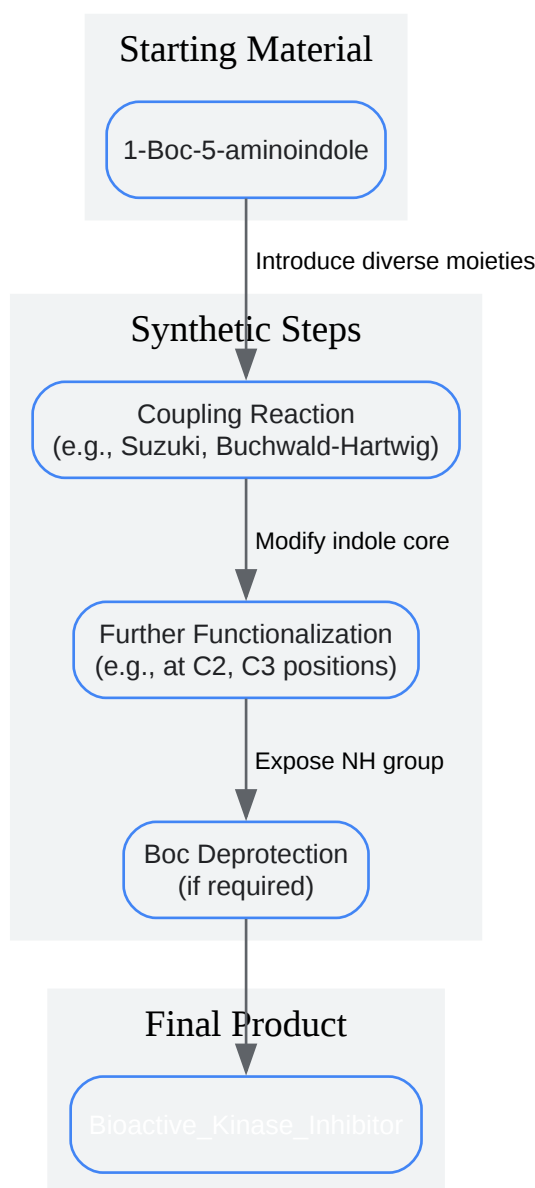 Starting Material
1-Boc-5-aminoindole
Introduce diverse moieties
Synthetic Steps
Coupling Reaction
(e.g., Suzuki, Buchwald-Hartwig)
Modify indole core
Further Functionalization
(e.g., at C2, C3 positions)
Expose NH group
Boc Deprotection
(if required)
Final Product
Bioactive_Kinase_Inhibitor